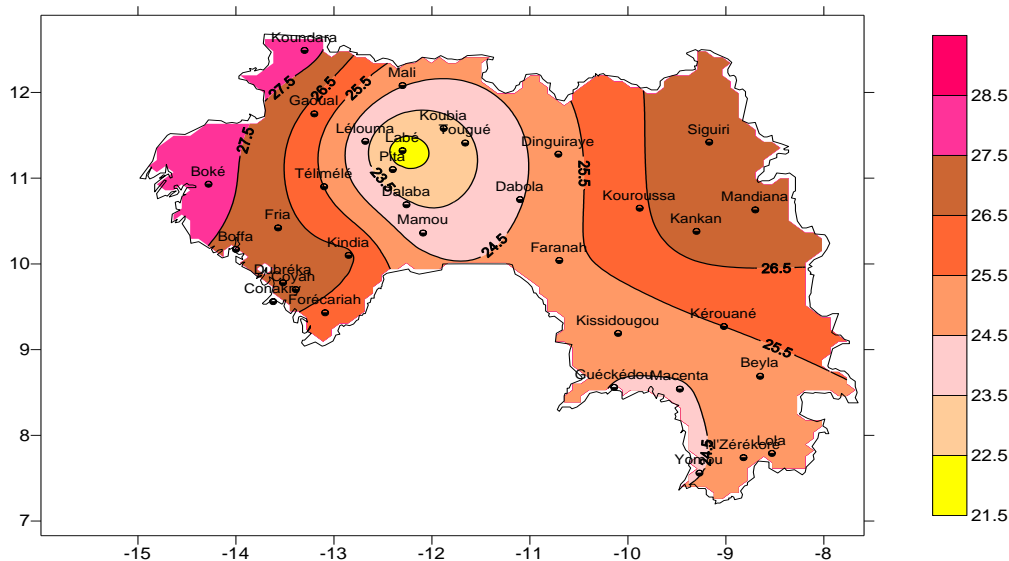 Koundara
27.5
26.5
25.5
Mali
12
28.5
Gaoual
Koubia
27.5
Lélouma
Labé
Tougué
Dinguiraye
Siguiri
27.5
Pita
11
Boké
Télimélé
23.5
25.5
Dalaba
Dabola
Kouroussa
Mandiana
26.5
Fria
Mamou
Kankan
Boffa
Kindia
24.5
Faranah
10
26.5
25.5
Dubréka
Coyah
Conakry
Forécariah
Kissidougou
Kérouané
24.5
9
25.5
Beyla
Guéckédou
Macenta
23.5
8
24.5
N'Zérékoré
Lola
Yomou
22.5
7
21.5
-15
-14
-13
-12
-11
-10
-9
-8